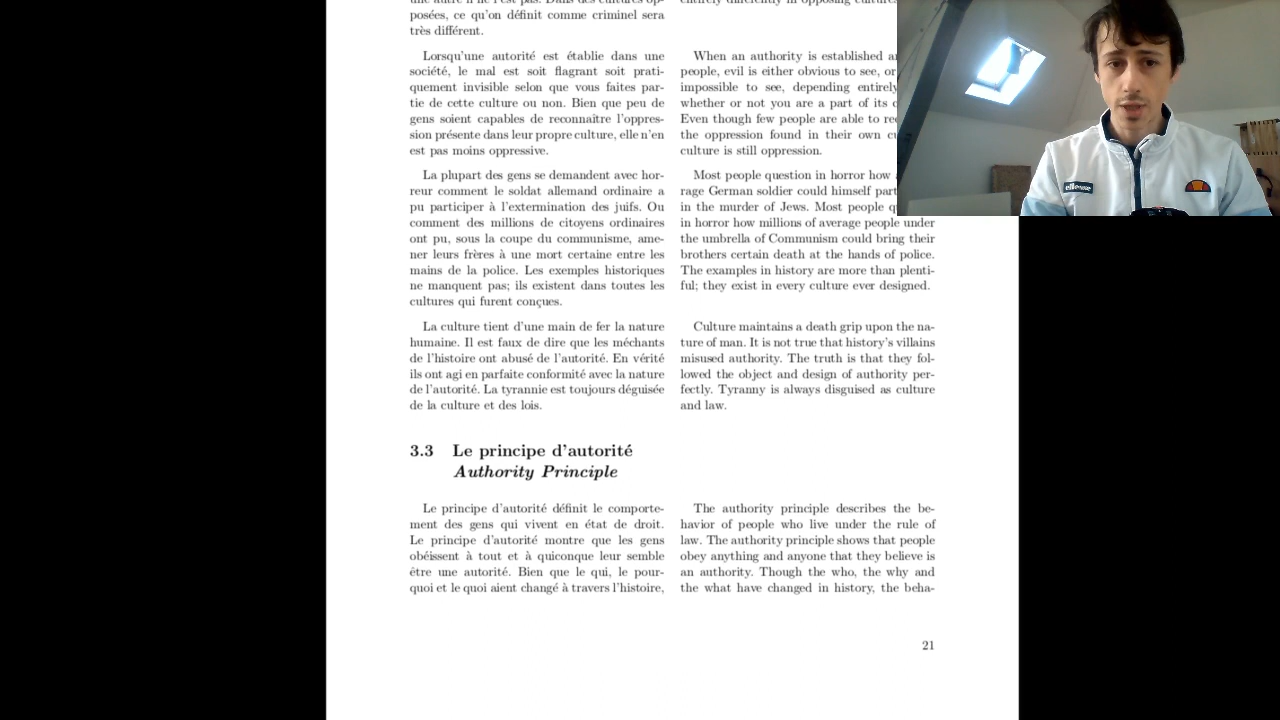 posées, ce qu'on définit comme criminel sera
très différent.
Lorsqu'une autorité est établie dans une
société, le mal est soit flagrant soit prati-
quement invisible selon que vous faites par-
tie de cette culture ou non. Bien que peu de
gens soient capables de reconnaître l'oppres-
sion présente dans leur propre culture, elle n'en
est pas moins oppressive.
La plupart des gens se demandent avec hor-
reur comment le soldat allemand ordinaire a
pu participer à l'extermination des juifs. Ou
comment des millions de citoyens ordinaires
ont pu, sous la coupe du communisme, ame-
ner leurs frères à une mort certaine entre les
mains de la police. Les exemples historiques
ne manquent pas; ils existent dans toutes les
cultures qui furent conçues.
La culture tient d'une main de fer la nature
humaine. Il est faux de dire que les méchants
de l'histoire ont abusé de l'autorité. En vérité
ils ont agi en parfaite conformité avec la nature
de l'autorité. La tyrannie est toujours déguisée
de la culture et des lois.
When an authority is established
people, evil is either obvious to see, or
impossible to see, depending entirely
whether or not you are a part of its
Even though few people are able to
the oppression found in their own
culture is still oppression.
Most people question in horror how
rage German soldier could himself
in the murder of Jews. Most people
in horror how millions of average people under
the umbrella of Communism could bring their
brothers certain death at the hands of police.
The examples in history are more than plenti-
ful; they exist in every culture ever designed.
Culture maintains a death grip upon the na-
ture of man. It is not true that history's villains
misused authority. The truth is that they fol-
lowed the object and design of authority per-
fectly. Tyranny is always disguised as culture
and law.
3.3 Le principe d'autorité
Authority Principle
Le principe d'autorité définit le comporte-
ment des gens qui vivent en état de droit.
Le principe d'autorité montre que les gens
obéissent à tout et à quiconque leur semble
être une autorité. Bien que le qui, le pour-
quoi et le quoi aient changé à travers l'histoire,
The authority principle describes the be-
havior of people who live under the rule of
law. The authority principle shows that people
obey anything and anyone that they believe is
an authority. Though the who, the why and
the what have changed in history, the beha-
21
ellesse